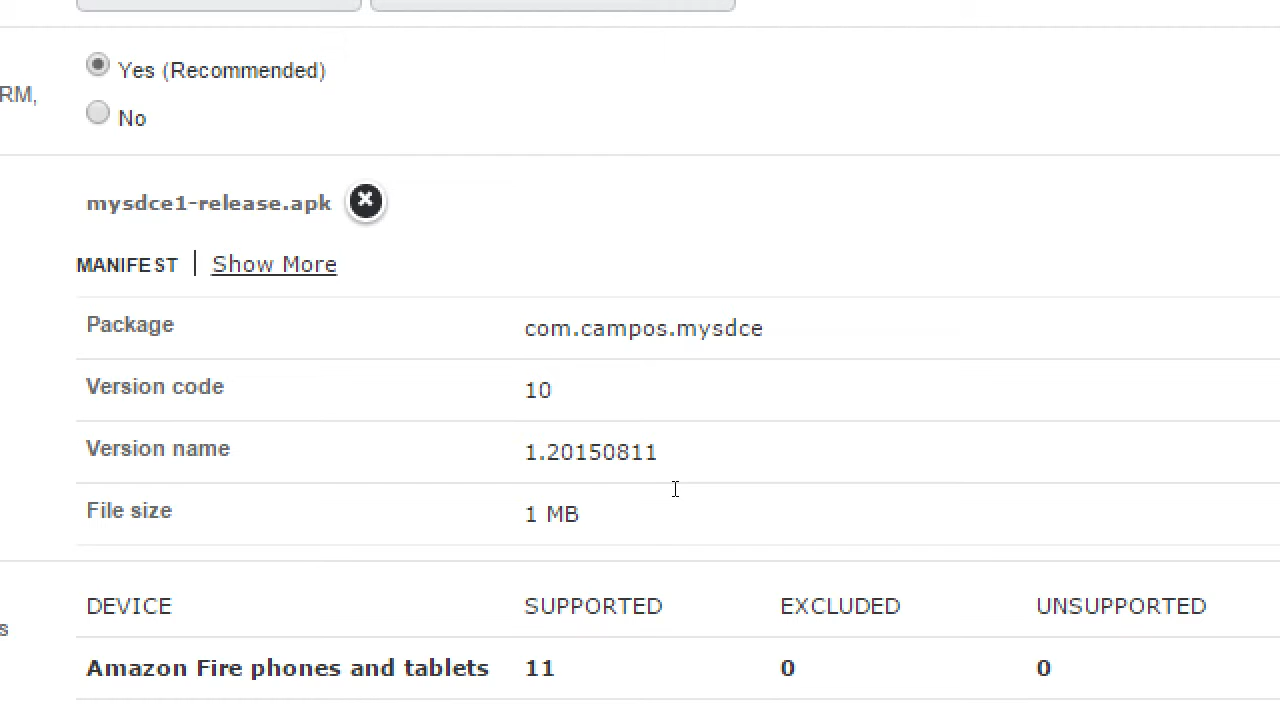 Yes (Recommended)
RM,
No
mysdce1-release.apk
MANIFEST | Show More
Package com.campos.mysdce
Version code 10
Version name 1.20150811
File size 1 MB
DEVICE SUPPORTED EXCLUDED UNSUPPORTED
s
Amazon Fire phones and tablets 11 0 0